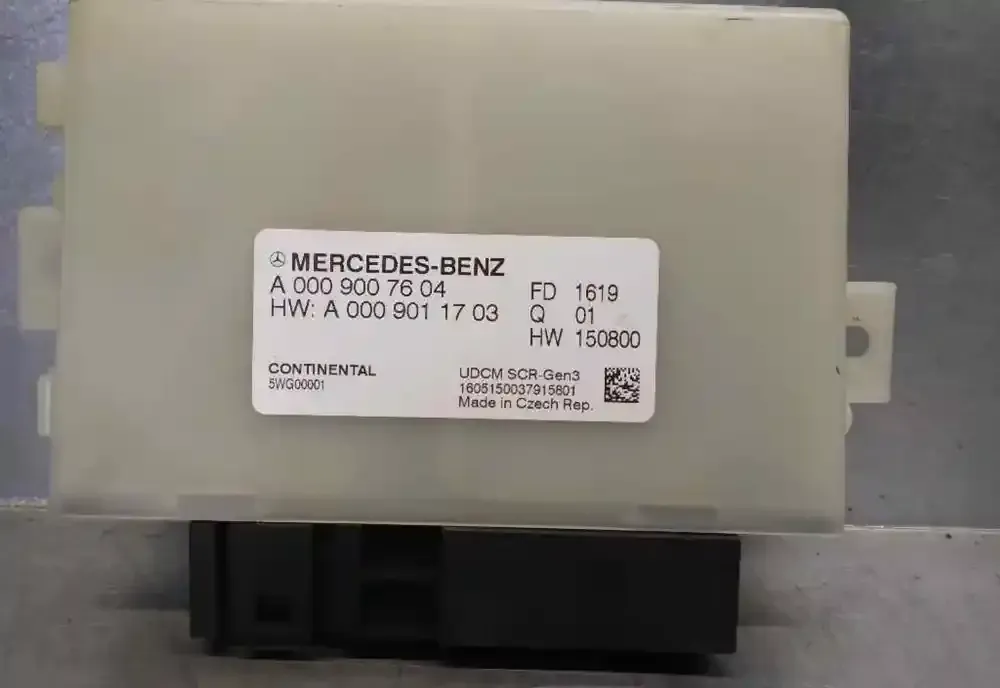 MERCEDES-BENZ
A 000 900 76 04
HW: A 000 901 17 03
FD 1619
Q 01
HW 150800
CONTINENTAL
5WG00001
UDCM SCR-Gen3
1605150037915801
Made in Czech Rep.